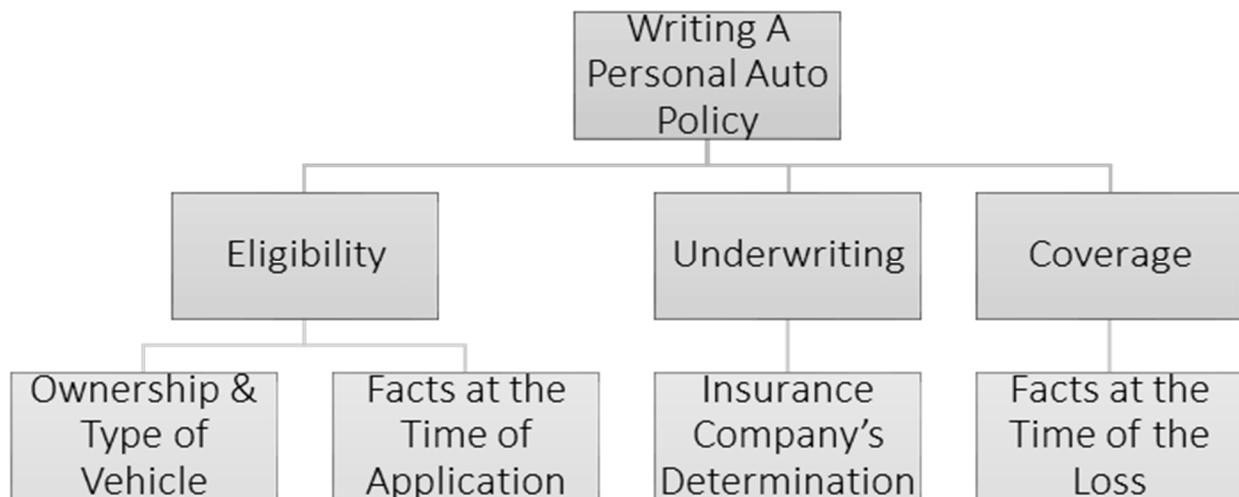 Writing A
Personal Auto
Policy
Eligibility
Underwriting
Coverage
Ownership &
Type of
Vehicle
Facts at the
Time of
Application
Insurance
Company’s
Determination
Facts at the
Time of the
Loss